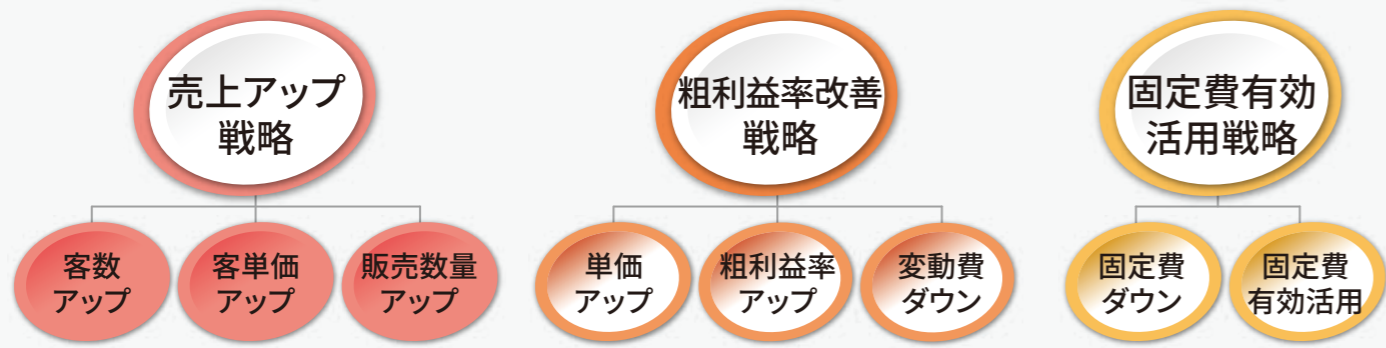 売上アップ
戦略
粗利益率改善
戦略
固定費有効
活用戦略
客数
アップ
客単価
アップ
販売数量
アップ
単価
アップ
粗利益率
アップ
変動費
ダウン
固定費
ダウン
固定費
有効活用